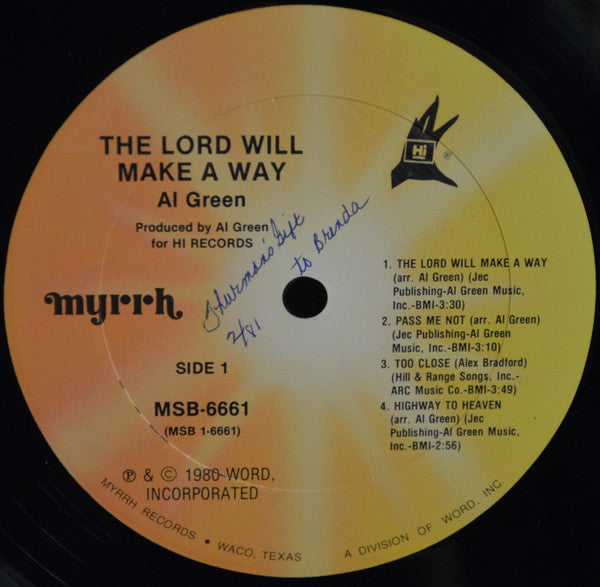 THE LORD WILL
MAKE A WAY
Al Green
Produced by Al Green
for HI RECORDS
Hi
®
Thurman's Gift
to Brenda
2/81
myrrh
SIDE 1
MSB-6661
(MSB 1-6661)
℗ & © 1980 WORD,
INCORPORATED
1. THE LORD WILL MAKE A WAY
(arr. Al Green) (Jec
Publishing-Al Green Music,
Inc.-BMI-3:30)
2. PASS ME NOT (arr. Al Green)
(Jec Publishing-Al Green
Music, Inc.-BMI-3:10)
3. TOO CLOSE (Alex Bradford)
(Hill & Range Songs, Inc.-
ARC Music Co.-BMI-3:49)
4. HIGHWAY TO HEAVEN
(arr. Al Green) (Jec
Publishing-Al Green Music,
Inc.-BMI-2:56)
MYRRH RECORDS • WACO, TEXAS A DIVISION OF WORD, INC.